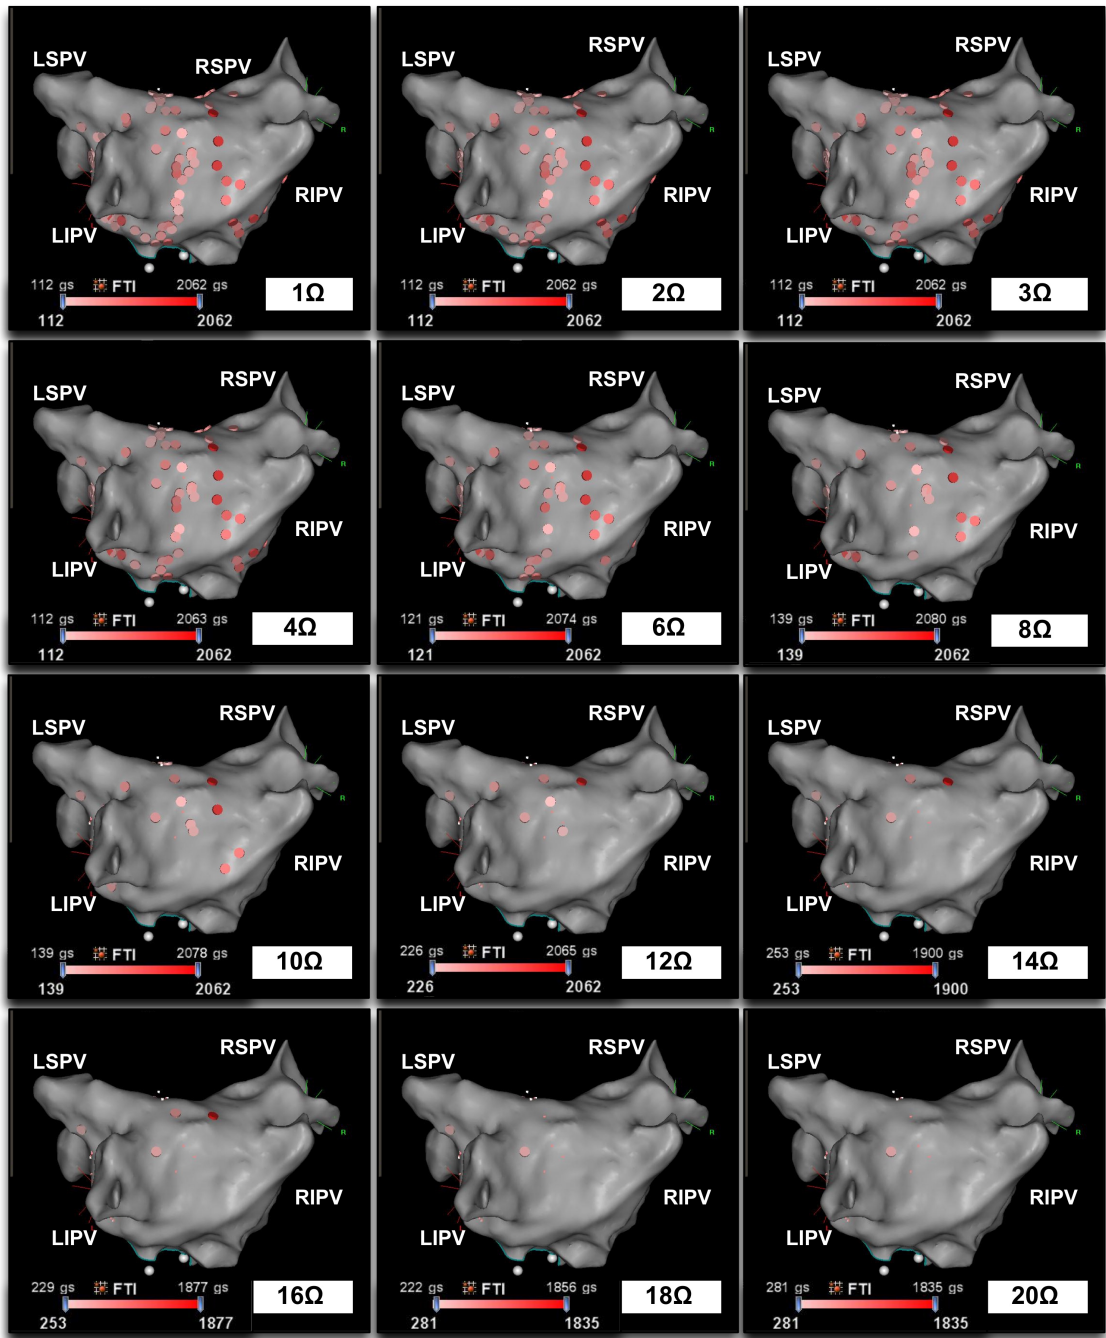 LSPV
RSPV
R
RIPV
LIPV
112 gs FTI 2062 gs
112 2062
1Ω
LSPV
RSPV
R
RIPV
LIPV
112 gs FTI 2062 gs
112 2062
2Ω
LSPV
RSPV
R
RIPV
LIPV
112 gs FTI 2062 gs
112 2062
3Ω
LSPV
RSPV
R
RIPV
LIPV
112 gs FTI 2063 gs
112 2062
4Ω
LSPV
RSPV
R
RIPV
LIPV
121 gs FTI 2074 gs
121 2062
6Ω
LSPV
RSPV
R
RIPV
LIPV
139 gs FTI 2080 gs
139 2062
8Ω
LSPV
RSPV
R
RIPV
LIPV
139 gs FTI 2078 gs
139 2062
10Ω
LSPV
RSPV
R
RIPV
LIPV
226 gs FTI 2065 gs
226 2062
12Ω
LSPV
RSPV
R
RIPV
LIPV
253 gs FTI 1900 gs
253 1900
14Ω
LSPV
RSPV
R
RIPV
LIPV
229 gs FTI 1877 gs
253 1877
16Ω
LSPV
RSPV
R
RIPV
LIPV
222 gs FTI 1856 gs
281 1835
18Ω
LSPV
RSPV
R
RIPV
LIPV
281 gs FTI 1835 gs
281 1835
20Ω